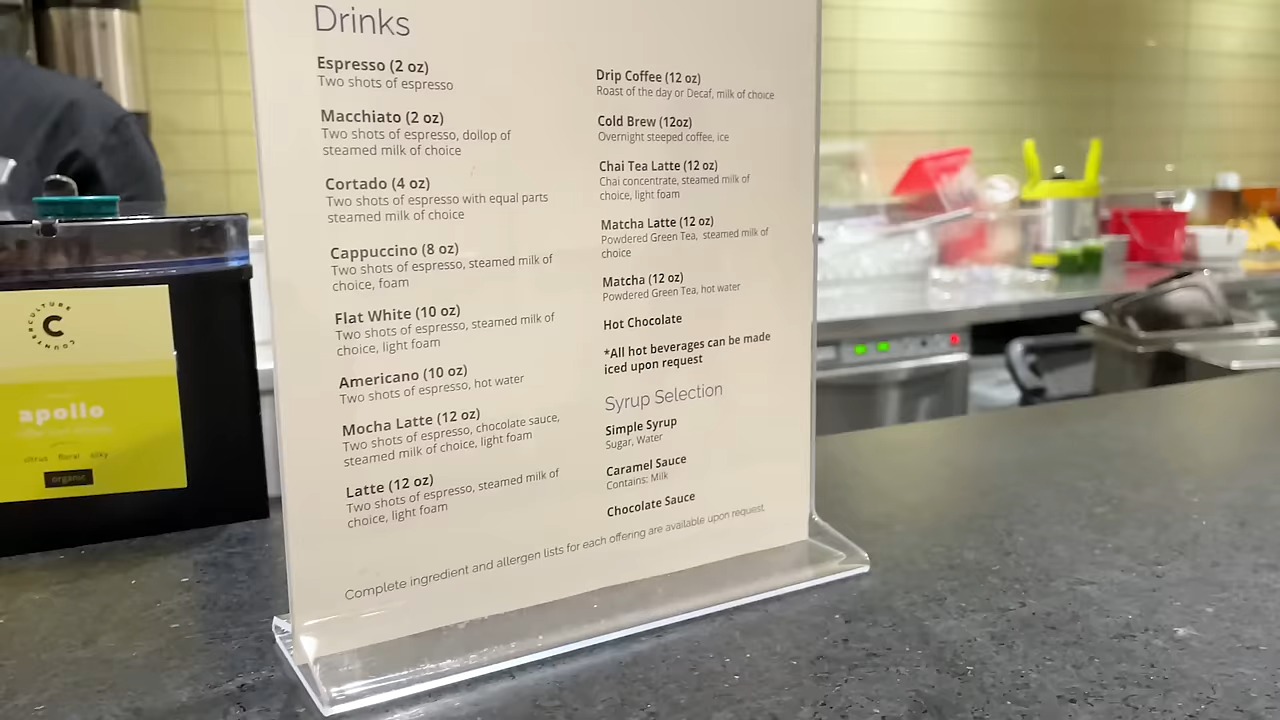 Drinks
Espresso (2 oz)
Two shots of espresso
Macchiato (2 oz)
Two shots of espresso, dollop of
steamed milk of choice
Cortado (4 oz)
Two shots of espresso with equal parts
steamed milk of choice
Cappuccino (8 oz)
Two shots of espresso, steamed milk of
choice, foam
Flat White (10 oz)
Two shots of espresso, steamed milk of
choice, light foam
Americano (10 oz)
Two shots of espresso, hot water
Mocha Latte (12 oz)
Two shots of espresso, chocolate sauce,
steamed milk of choice, light foam
Latte (12 oz)
Two shots of espresso, steamed milk of
choice, light foam
Drip Coffee (12 oz)
Roast of the day or Decaf, milk of choice
Cold Brew (12oz)
Overnight steeped coffee, ice
Chai Tea Latte (12 oz)
Chai concentrate, steamed milk of
choice, light foam
Matcha Latte (12 oz)
Powdered Green Tea, steamed milk of
choice
Matcha (12 oz)
Powdered Green Tea, hot water
Hot Chocolate
*All hot beverages can be made
iced upon request
Syrup Selection
Simple Syrup
Sugar, Water
Caramel Sauce
Contains: Milk
Chocolate Sauce
Complete ingredient and allergen lists for each offering are available upon request.
COUNTER CULTURE
C
apollo
citrus floral silky
organic